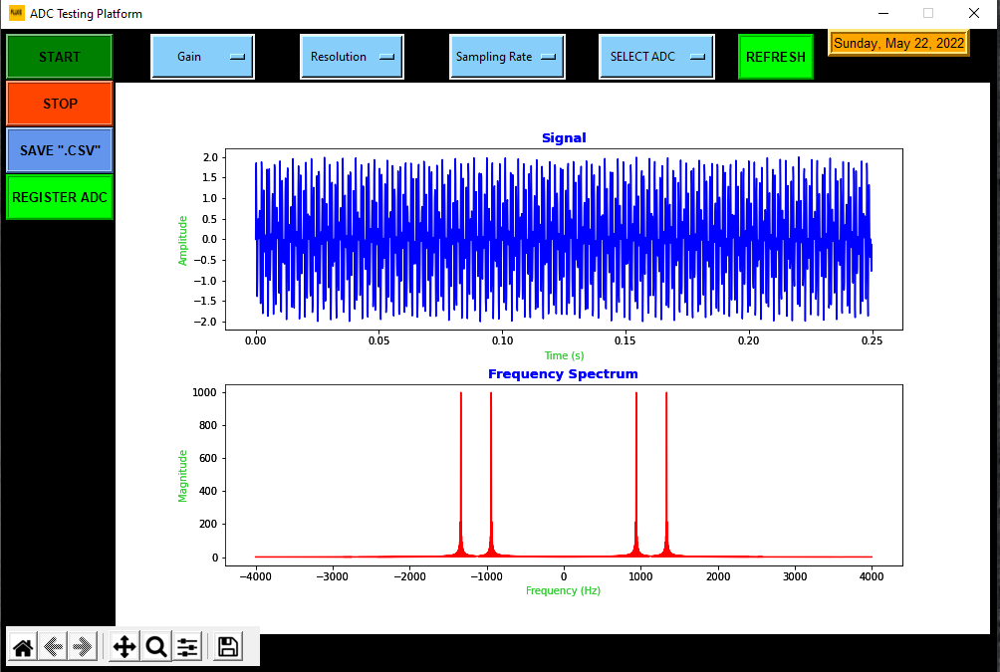 ADC Testing Platform
START
Gain
Resolution
Sampling Rate
SELECT ADC
REFRESH
Sunday, May 22, 2022
STOP
SAVE ".CSV"
REGISTER ADC
Signal
2.0
1.5
1.0
0.5
0.0
−0.5
−1.0
−1.5
−2.0
Amplitude
0.00 0.05 0.10 0.15 0.20 0.25
Time (s)
Frequency Spectrum
1000
800
600
400
200
0
Magnitude
−4000 −3000 −2000 −1000 0 1000 2000 3000 4000
Frequency (Hz)